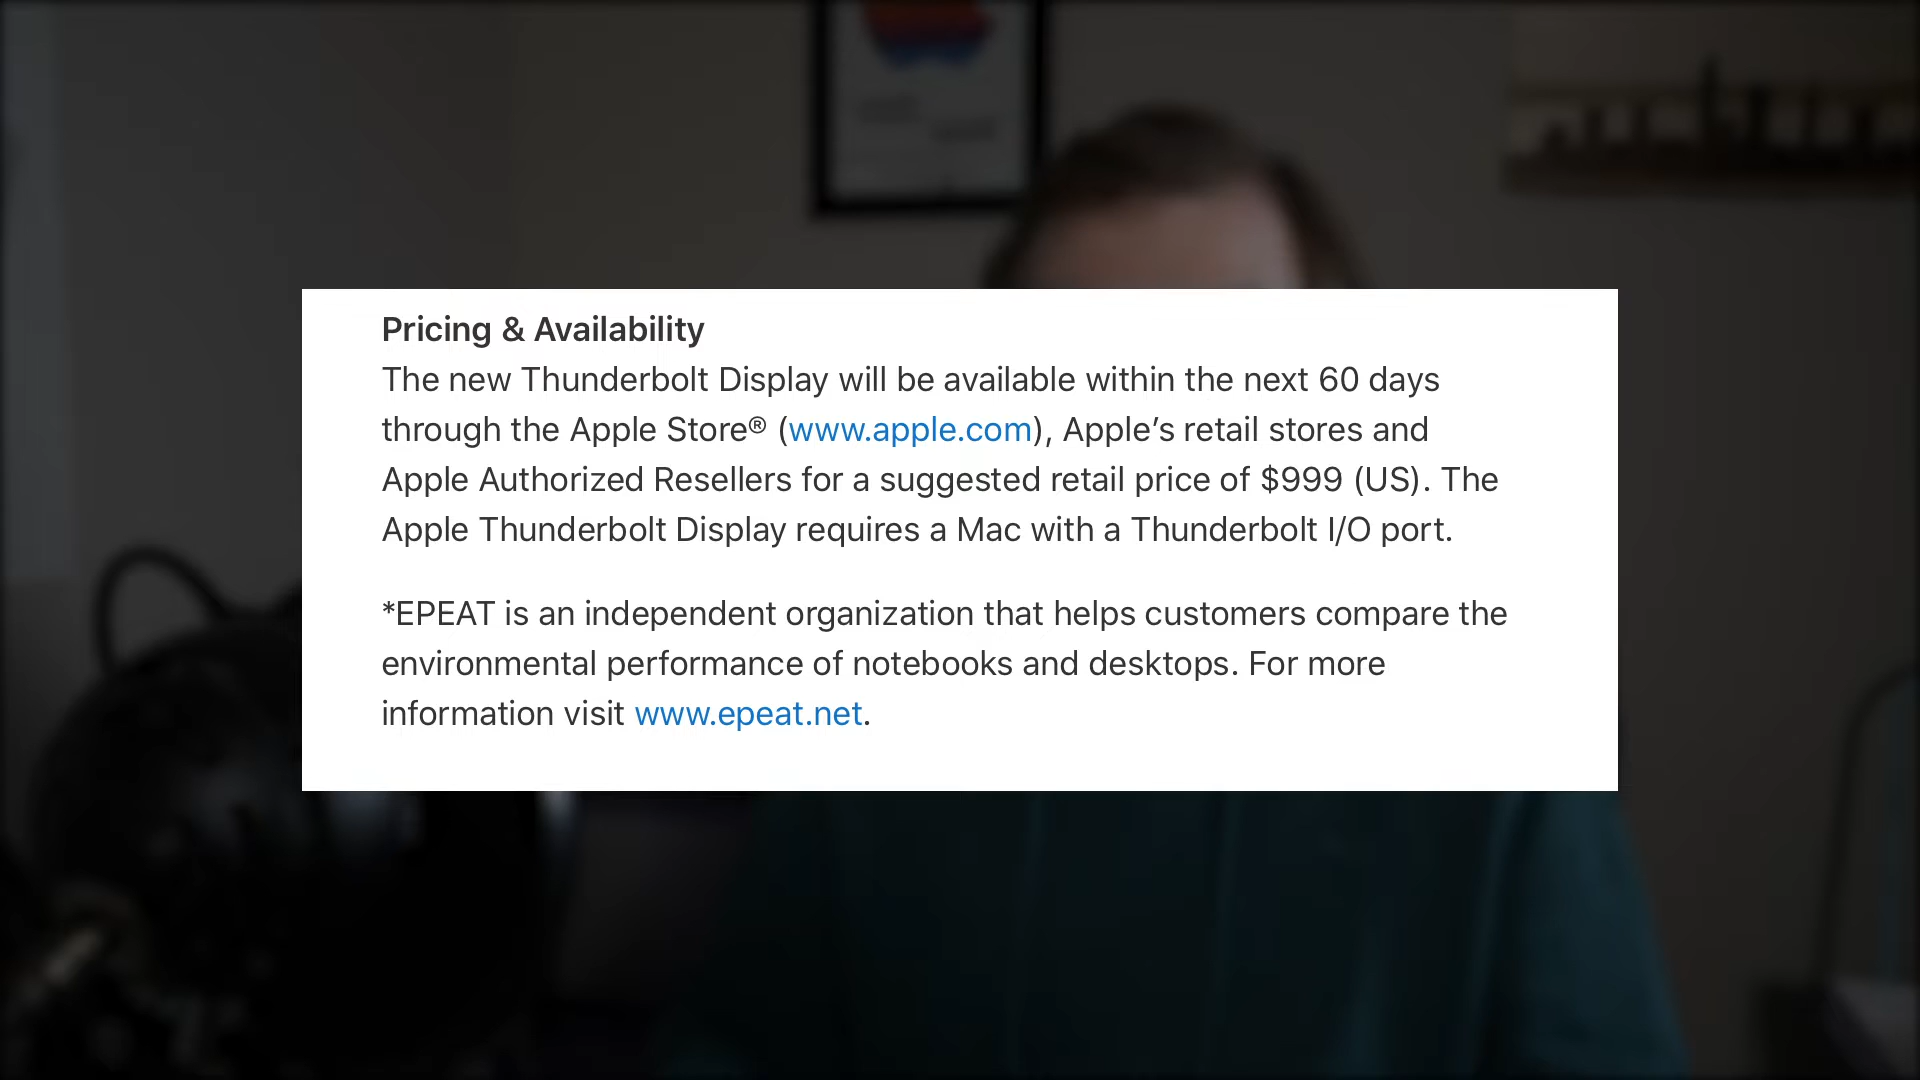 Pricing & Availability
The new Thunderbolt Display will be available within the next 60 days
through the Apple Store® (www.apple.com), Apple’s retail stores and
Apple Authorized Resellers for a suggested retail price of $999 (US). The
Apple Thunderbolt Display requires a Mac with a Thunderbolt I/O port.
*EPEAT is an independent organization that helps customers compare the
environmental performance of notebooks and desktops. For more
information visit www.epeat.net.